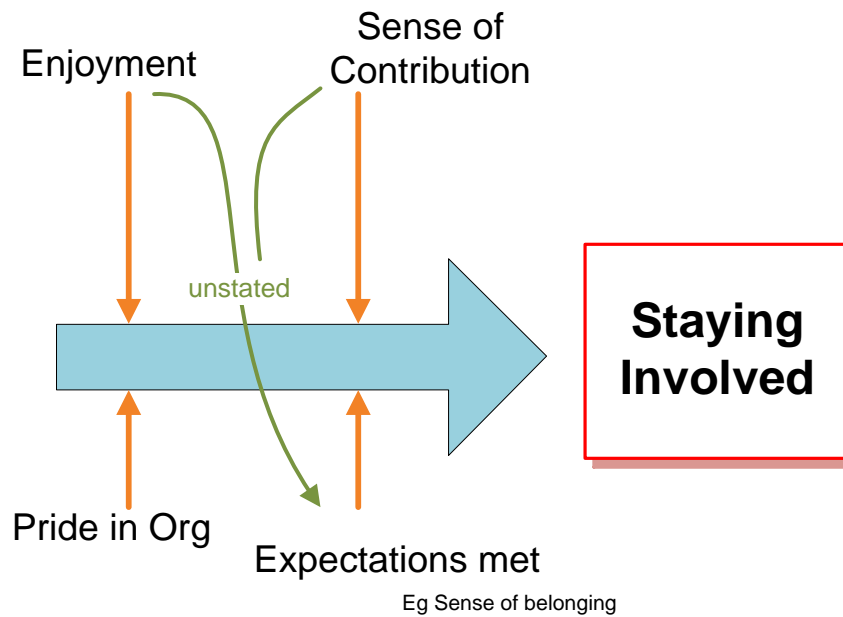 Enjoyment
Sense of
Contribution
unstated
Staying
Involved
Pride in Org
Expectations met
Eg Sense of belonging